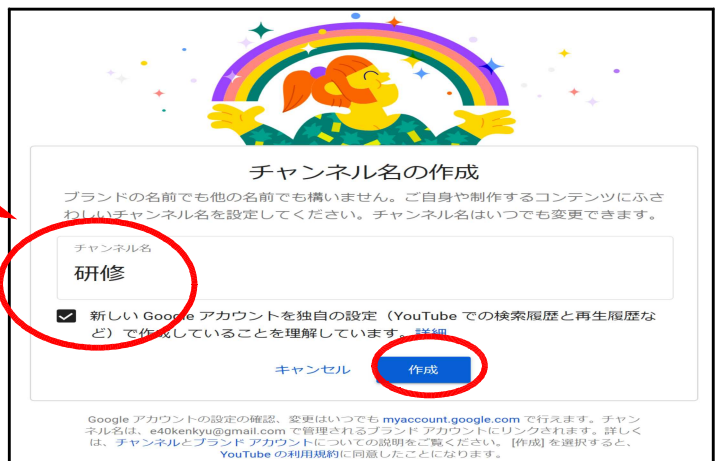 チャンネル名の作成
ブランドの名前でも他の名前でも構いません。ご自身や制作するコンテンツにふさ
わしいチャンネル名を設定してください。チャンネル名はいつでも変更できます。
チャンネル名
研修
新しい Google アカウントを独自の設定（YouTube での検索履歴と再生履歴な
ど）で作成していることを理解しています。詳細
キャンセル 作成
Google アカウントの設定の確認、変更はいつでも myaccount.google.com で行えます。チャン
ネル名は、e40kenkyu@gmail.com で管理されるブランド アカウントにリンクされます。詳しく
は、チャンネルとブランド アカウントについての説明をご覧ください。[作成] を選択すると、
YouTube の利用規約に同意したことになります。